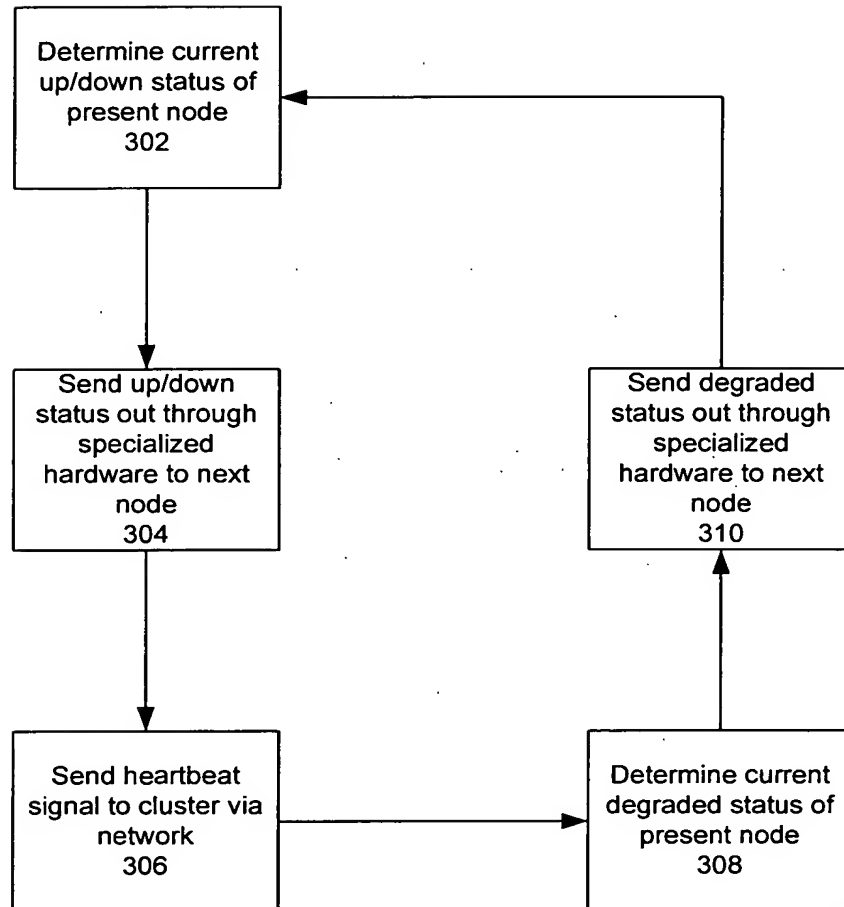 Determine current
up/down status of
present node
302
Send up/down
status out through
specialized
hardware to next
node
304
Send degraded
status out through
specialized
hardware to next
node
310
Send heartbeat
signal to cluster via
network
306
Determine current
degraded status of
present node
308